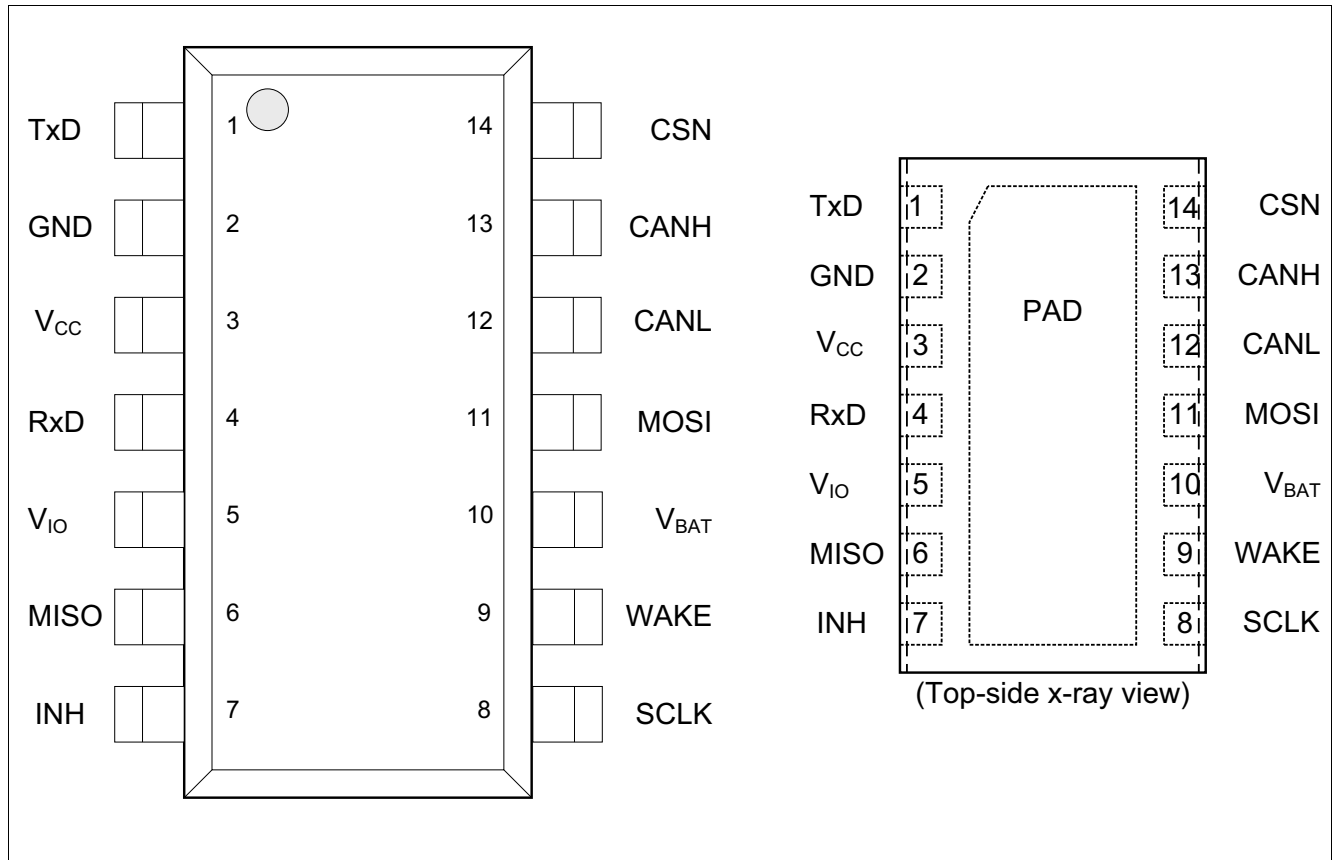 TxD 1 14 CSN
GND 2 13 CANH
VCC 3 12 CANL
RxD 4 11 MOSI
VIO 5 10 VBAT
MISO 6 9 WAKE
INH 7 8 SCLK
TxD 1 14 CSN
GND 2 13 CANH
PAD
VCC 3 12 CANL
RxD 4 11 MOSI
VIO 5 10 VBAT
MISO 6 9 WAKE
INH 7 8 SCLK
(Top-side x-ray view)